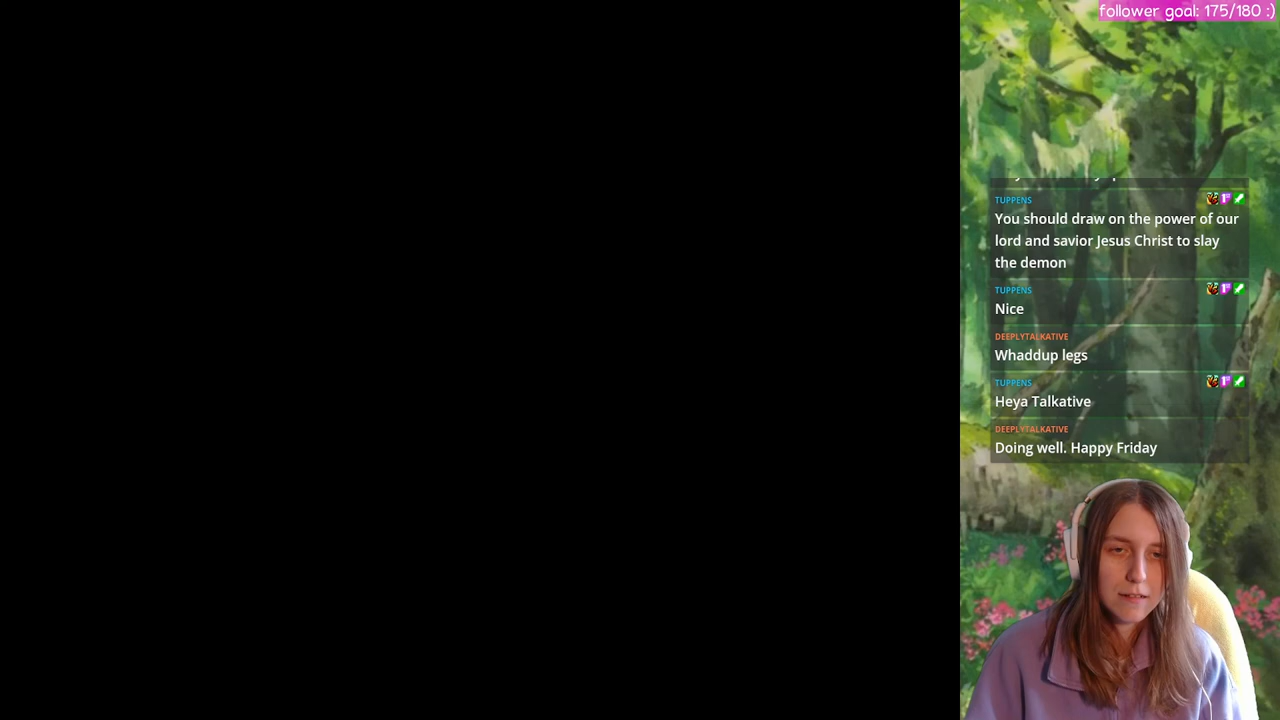 follower goal: 175/180 :)
TUPPENS
You should draw on the power of our
lord and savior Jesus Christ to slay
the demon
TUPPENS
Nice
DEEPLYTALKATIVE
Whaddup legs
TUPPENS
Heya Talkative
DEEPLYTALKATIVE
Doing well. Happy Friday